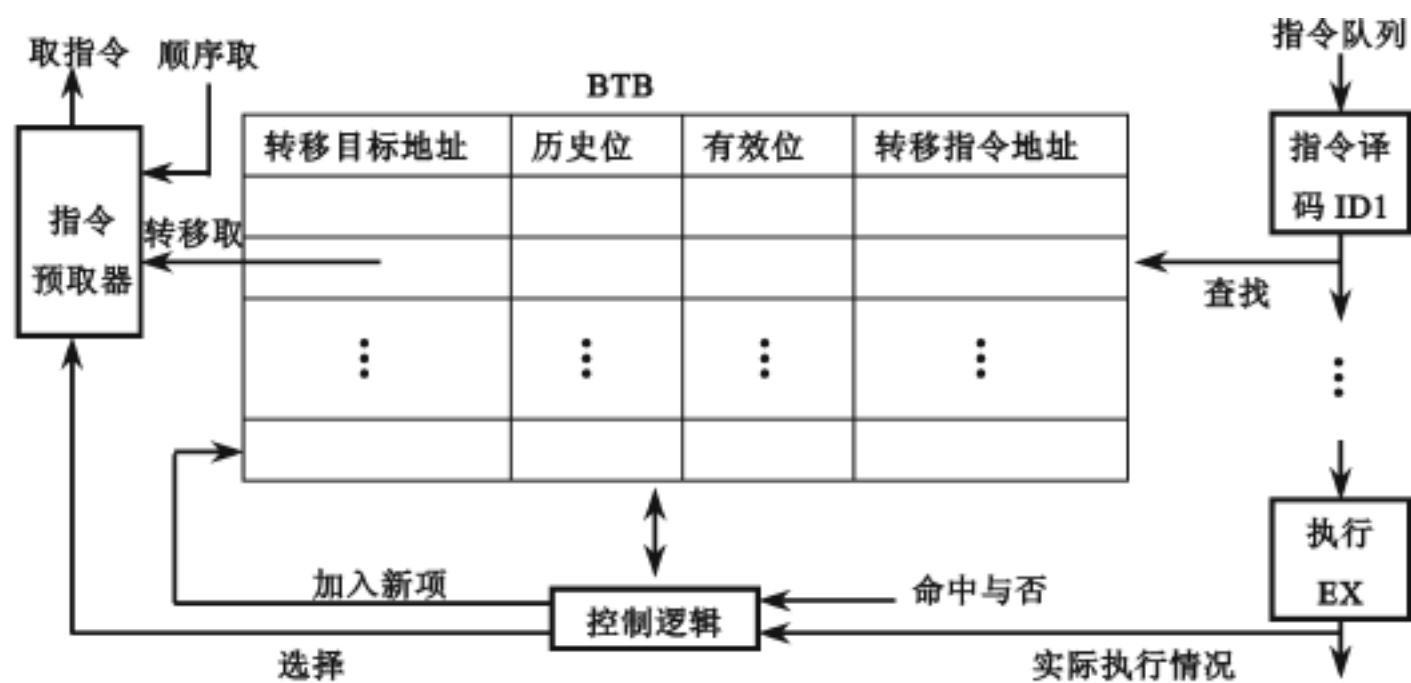 取指令
顺序取
指令队列
BTB
转移目标地址
历史位
有效位
转移指令地址
指令译
码 ID1
指令
预取器
转移取
查找
执行
EX
加入新项
控制逻辑
命中与否
选择
实际执行情况